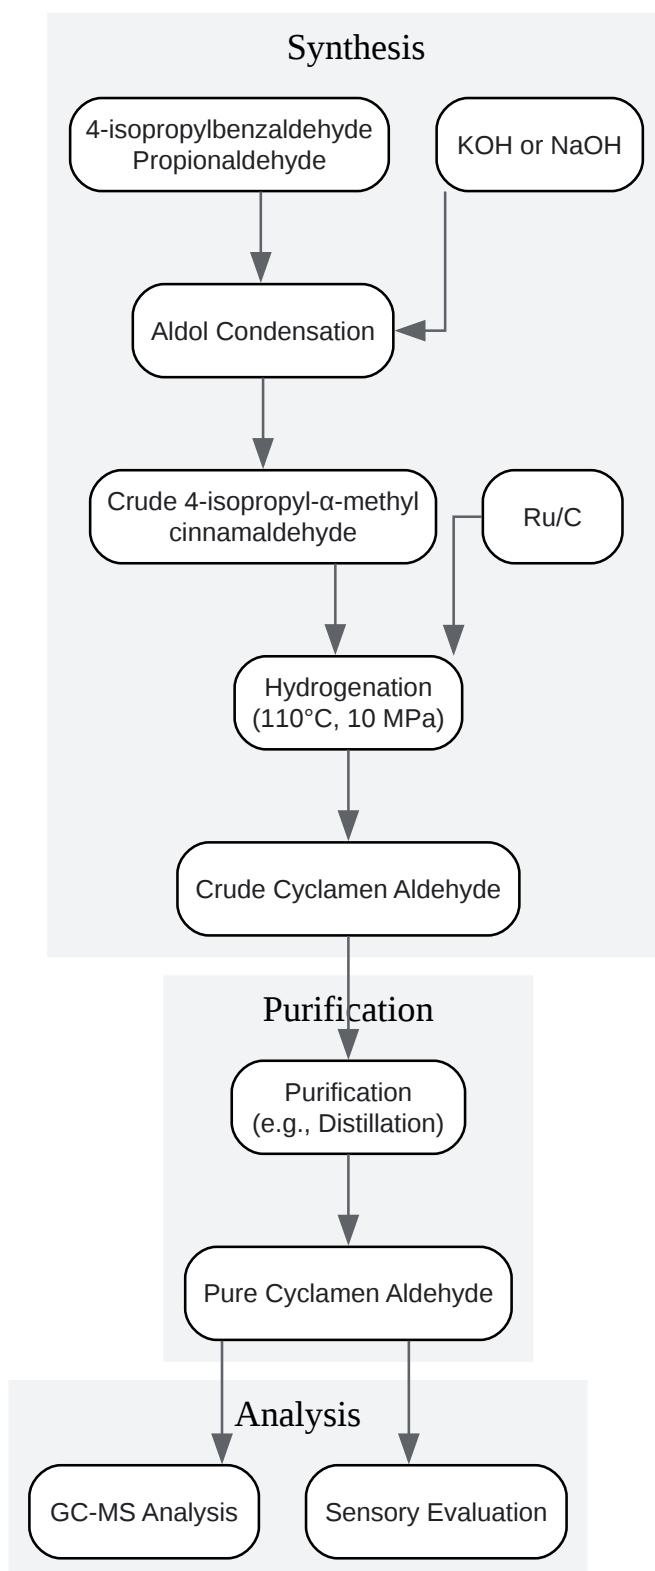 Synthesis
4-isopropylbenzaldehyde
Propionaldehyde
KOH or NaOH
Aldol Condensation
Crude 4-isopropyl-α-methyl
cinnamaldehyde
Ru/C
Hydrogenation
(110°C, 10 MPa)
Crude Cyclamen Aldehyde
Purification
Purification
(e.g., Distillation)
Pure Cyclamen Aldehyde
Analysis
GC-MS Analysis
Sensory Evaluation